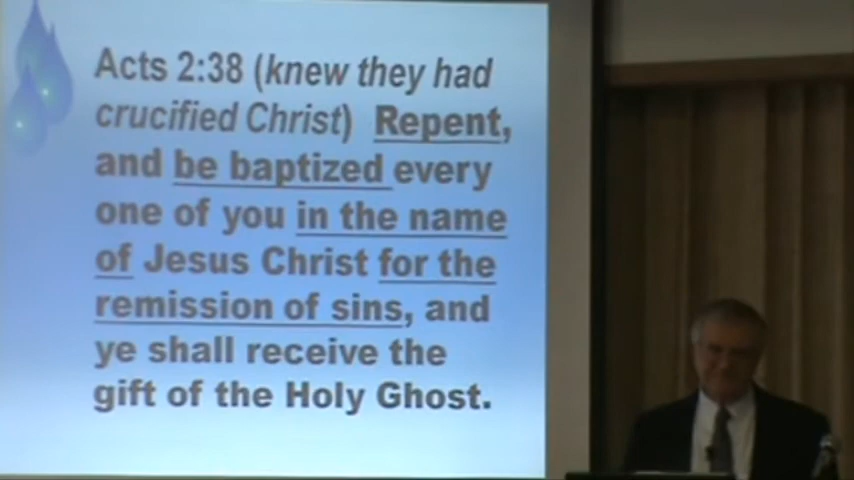 Acts 2:38 (knew they had
crucified Christ) Repent,
and be baptized every
one of you in the name
of Jesus Christ for the
remission of sins, and
ye shall receive the
gift of the Holy Ghost.